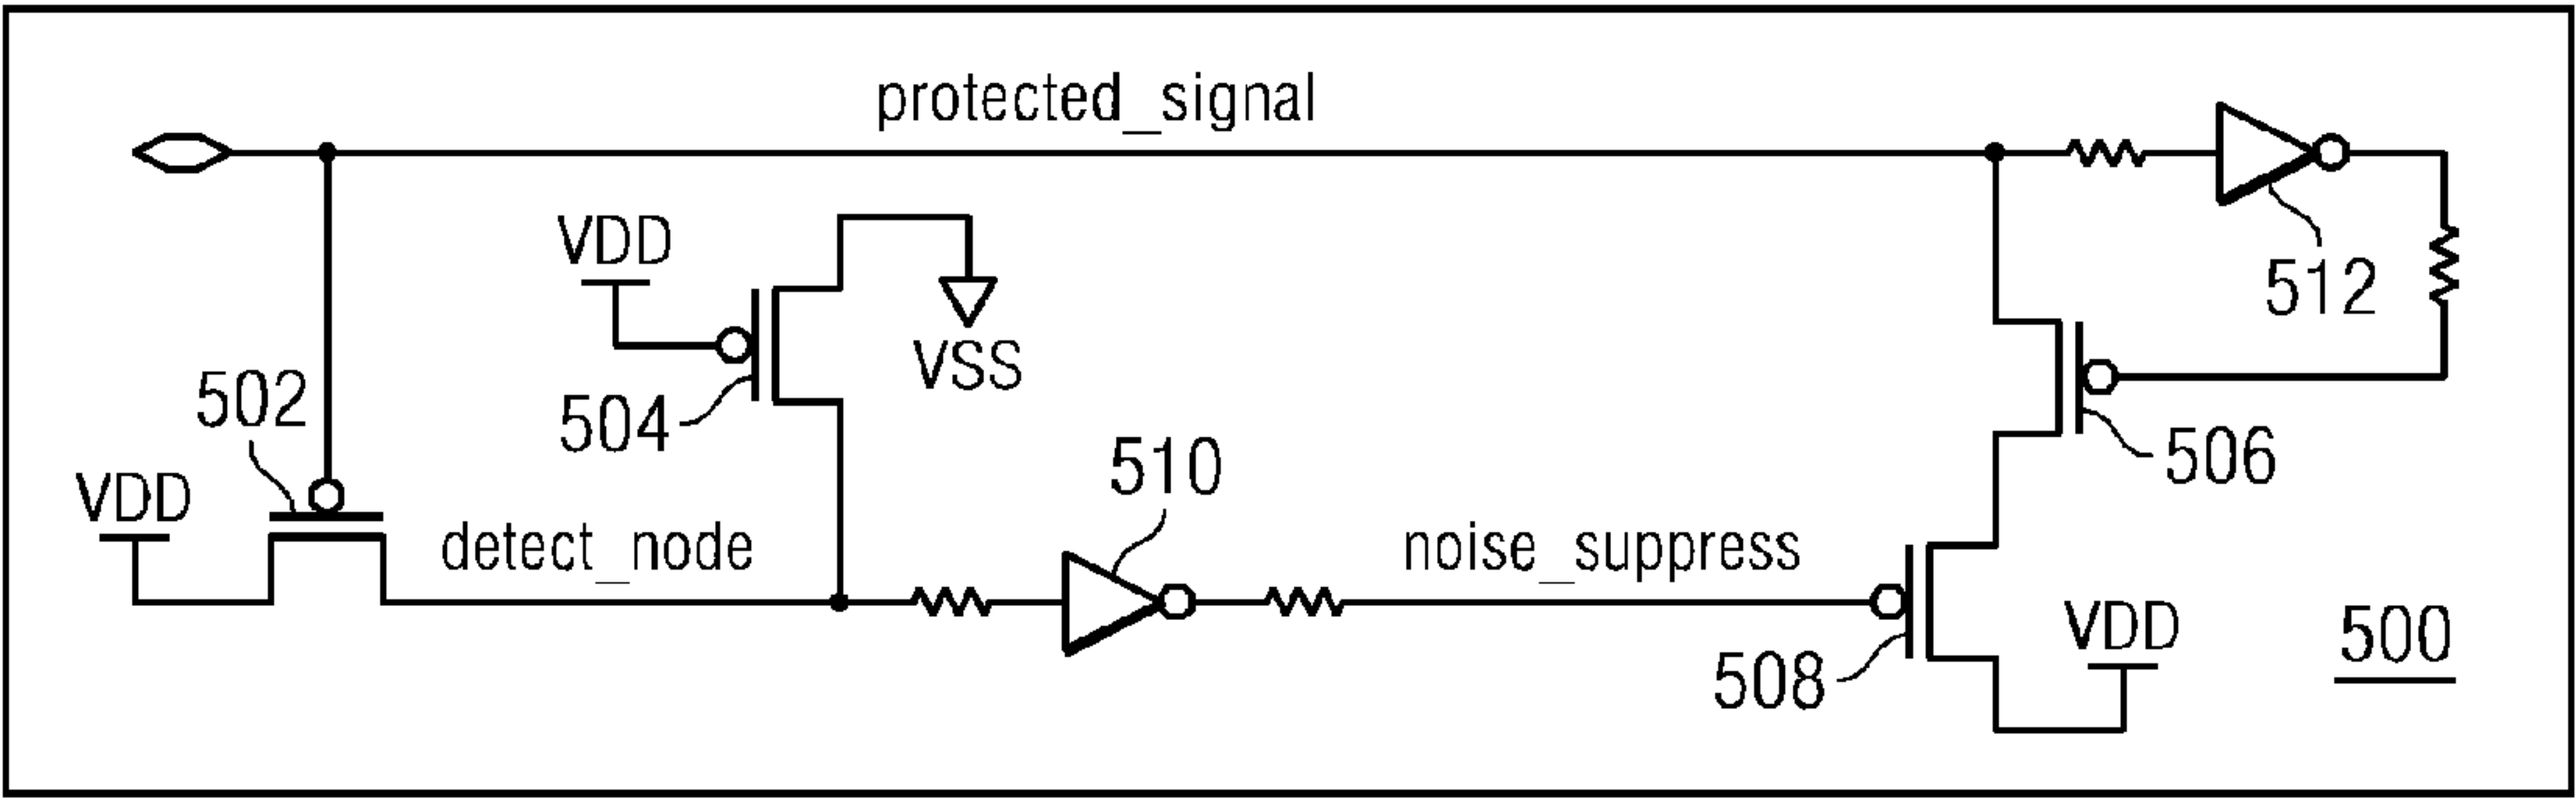 protected_signal
VDD
512
VSS
502
504
510
506
VDD
detect_node
noise_suppress
VDD
500
508